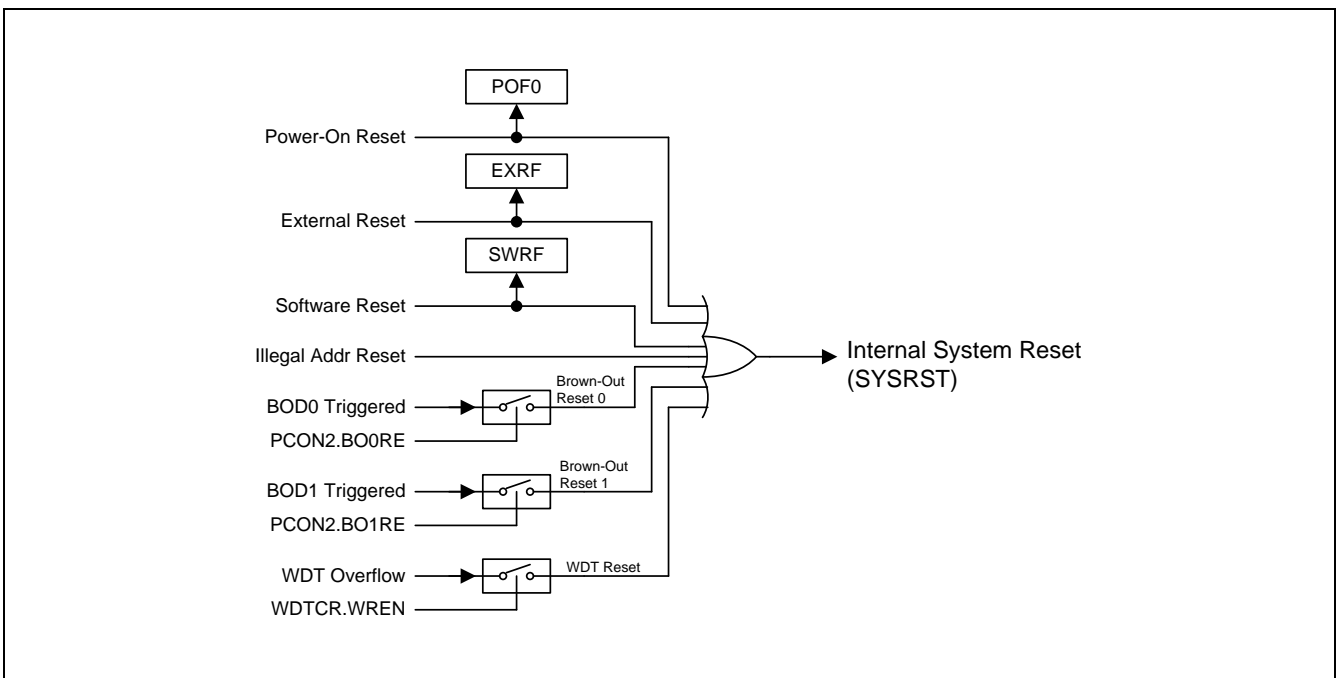 POF0
Power-On Reset
EXRF
External Reset
SWRF
Software Reset
Illegal Addr Reset
Internal System Reset
(SYSRST)
Brown-Out
Reset 0
BOD0 Triggered
PCON2.BO0RE
Brown-Out
Reset 1
BOD1 Triggered
PCON2.BO1RE
WDT Reset
WDT Overflow
WDTCR.WREN